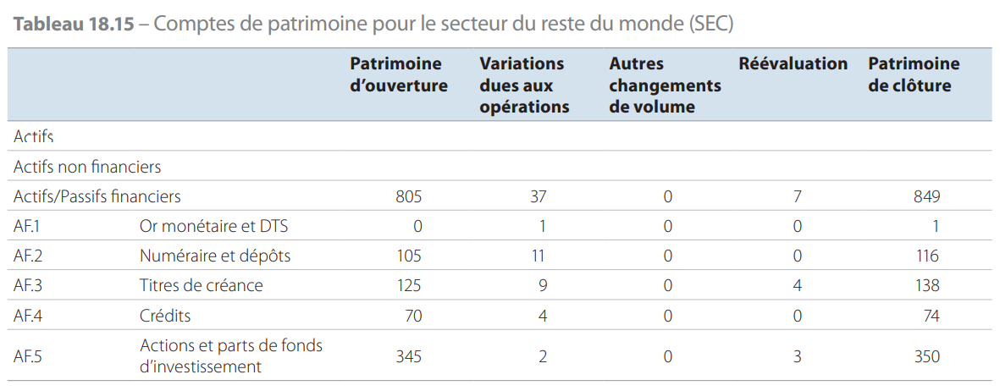 Tableau 18.15 – Comptes de patrimoine pour le secteur du reste du monde (SEC)
Patrimoine d’ouverture Variations dues aux opérations Autres changements de volume Réévaluation Patrimoine de clôture
Actifs
Actifs non financiers
Actifs/Passifs financiers 805 37 0 7 849
AF.1 Or monétaire et DTS 0 1 0 0 1
AF.2 Numéraire et dépôts 105 11 0 0 116
AF.3 Titres de créance 125 9 0 4 138
AF.4 Crédits 70 4 0 0 74
AF.5 Actions et parts de fonds d’investissement 345 2 0 3 350